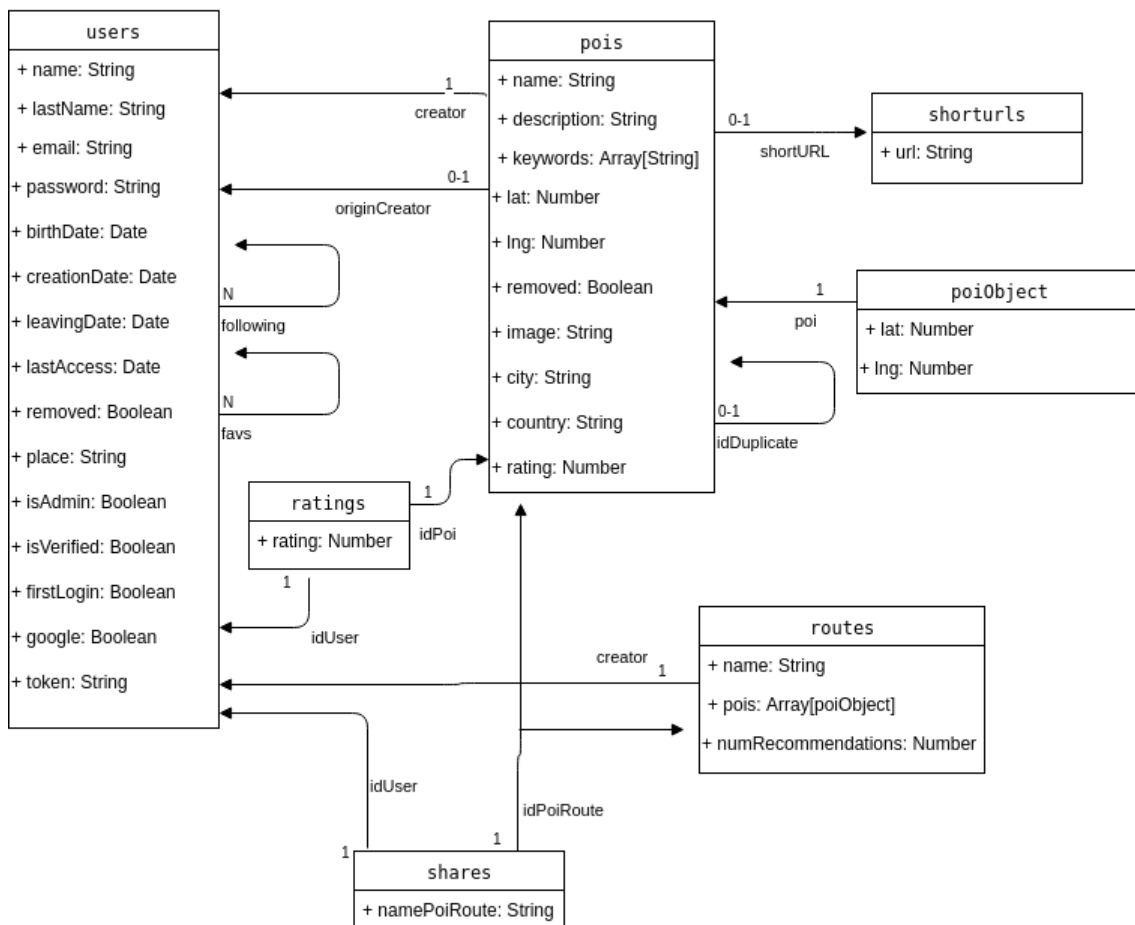 users
+ name: String
+ lastName: String
+ email: String
+ password: String
+ birthDate: Date
+ creationDate: Date
+ leavingDate: Date
+ lastAccess: Date
+ removed: Boolean
+ place: String
+ isAdmin: Boolean
+ isVerified: Boolean
+ firstLogin: Boolean
+ google: Boolean
+ token: String
1
creator
0-1
originCreator
N
following
N
favs
pois
+ name: String
+ description: String
+ keywords: Array[String]
+ lat: Number
+ lng: Number
+ removed: Boolean
+ image: String
+ city: String
+ country: String
+ rating: Number
0-1
shortURL
shorturls
+ url: String
1
poi
poiObject
+ lat: Number
+ lng: Number
0-1
idDuplicate
ratings
+ rating: Number
1
idPoi
1
idUser
creator
1
routes
+ name: String
+ pois: Array[poiObject]
+ numRecommendations: Number
idUser
1
idPoiRoute
1
shares
+ namePoiRoute: String